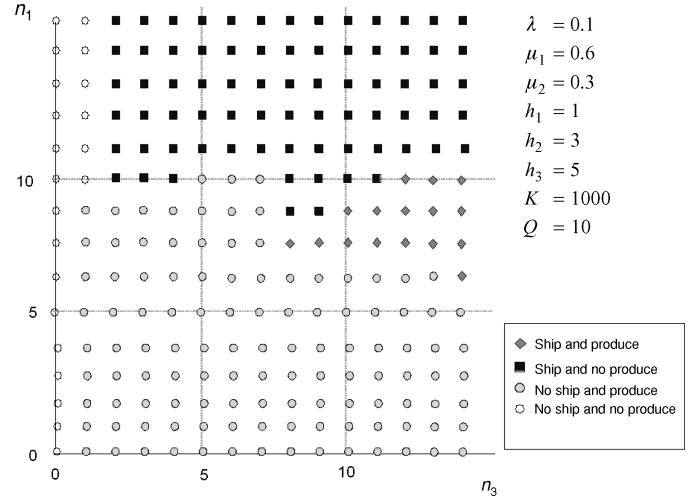 n1
10
5
0
0
5
10
n3
λ = 0.1
μ1 = 0.6
μ2 = 0.3
h1 = 1
h2 = 3
h3 = 5
K = 1000
Q = 10
Ship and produce
Ship and no produce
No ship and produce
No ship and no produce